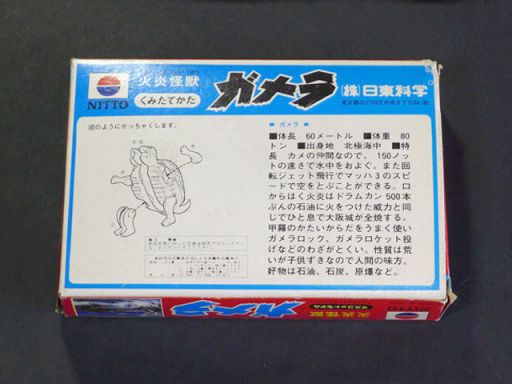 NITTO
火炎怪獣
くみたてかた
ガメラ
(株)日東科学
図のようにせっちゃくします。
ガメラ
■体長 60メートル ■体重 80
トン ■出身地 北極海中 ■特
長 カメの仲間なので、150ノッ
トの速さで水中をおよぐ。また回
転ジェット飛行でマッハ3のスピ
ードで空をとぶことができる。口
からはく火炎はドラムカン500本
ぶんの石油に火をつけた威力と同
じでひと息で大阪城が全焼する。
甲羅のかたいからだをうまく使い
ガメラロック、ガメラロケット投
げなどのわざがとくい。性質は荒
いが子供ずきなので人間の味方。
好物は石油、石炭、原爆など。
火炎怪獣
ガメラ
NITTO